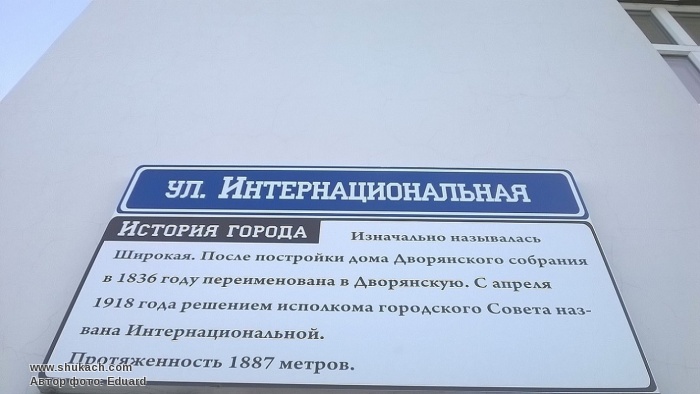 ул. Интернациональная
История города
Изначально называлась
Широкая. После постройки дома Дворянского собрания
в 1836 году переименована в Дворянскую. С апреля
1918 года решением исполкома городского Совета наз-
вана Интернациональной.
Протяженность 1887 метров.
www.shukach.com
Автор фото: Eduard